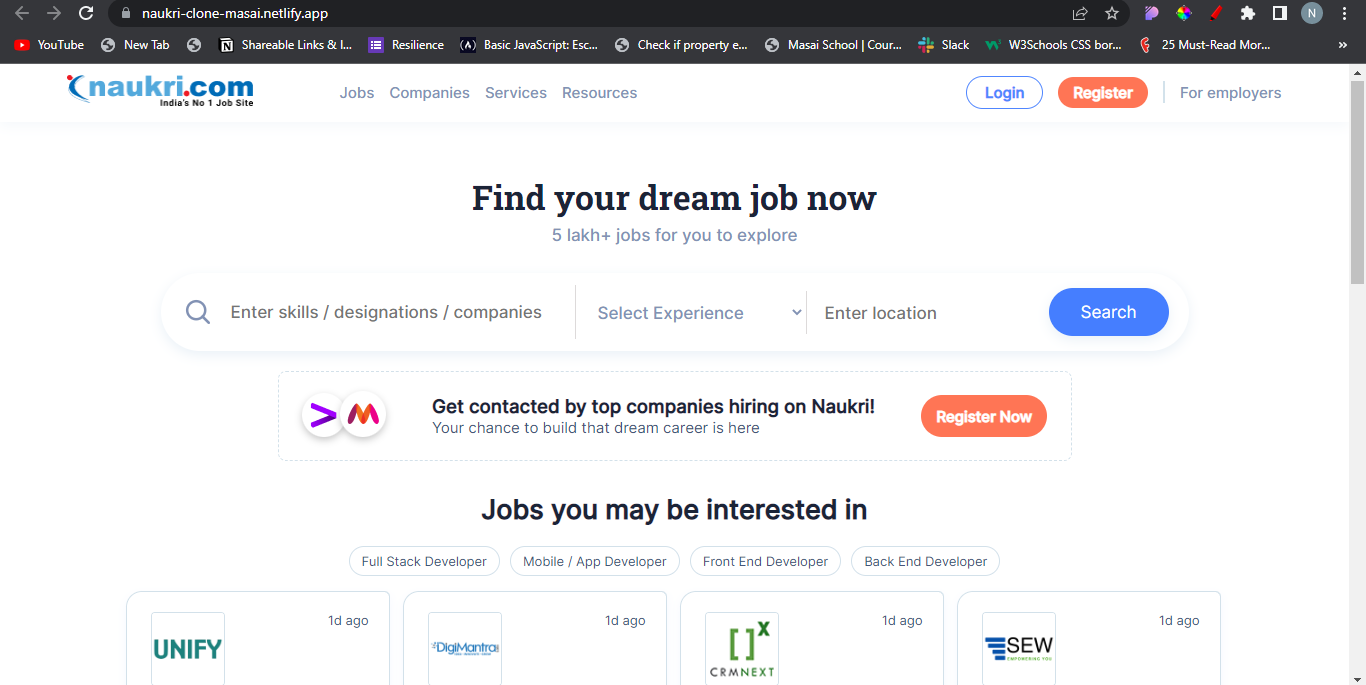 naukri-clone-masai.netlify.app
N
YouTube New Tab Shareable Links & I... Resilience Basic JavaScript: Esc... Check if property e... Masai School | Cour... Slack W3Schools CSS bor... 25 Must-Read Mor... »
naukri.com
India's No 1 Job Site
Jobs Companies Services Resources
Login Register For employers
Find your dream job now
5 lakh+ jobs for you to explore
Enter skills / designations / companies Select Experience Enter location Search
Get contacted by top companies hiring on Naukri!
Your chance to build that dream career is here
Register Now
Jobs you may be interested in
Full Stack Developer Mobile / App Developer Front End Developer Back End Developer
1d ago 1d ago 1d ago 1d ago
UNIFY DigiMantra CRMNEXT SEW
EMPOWERING YOU